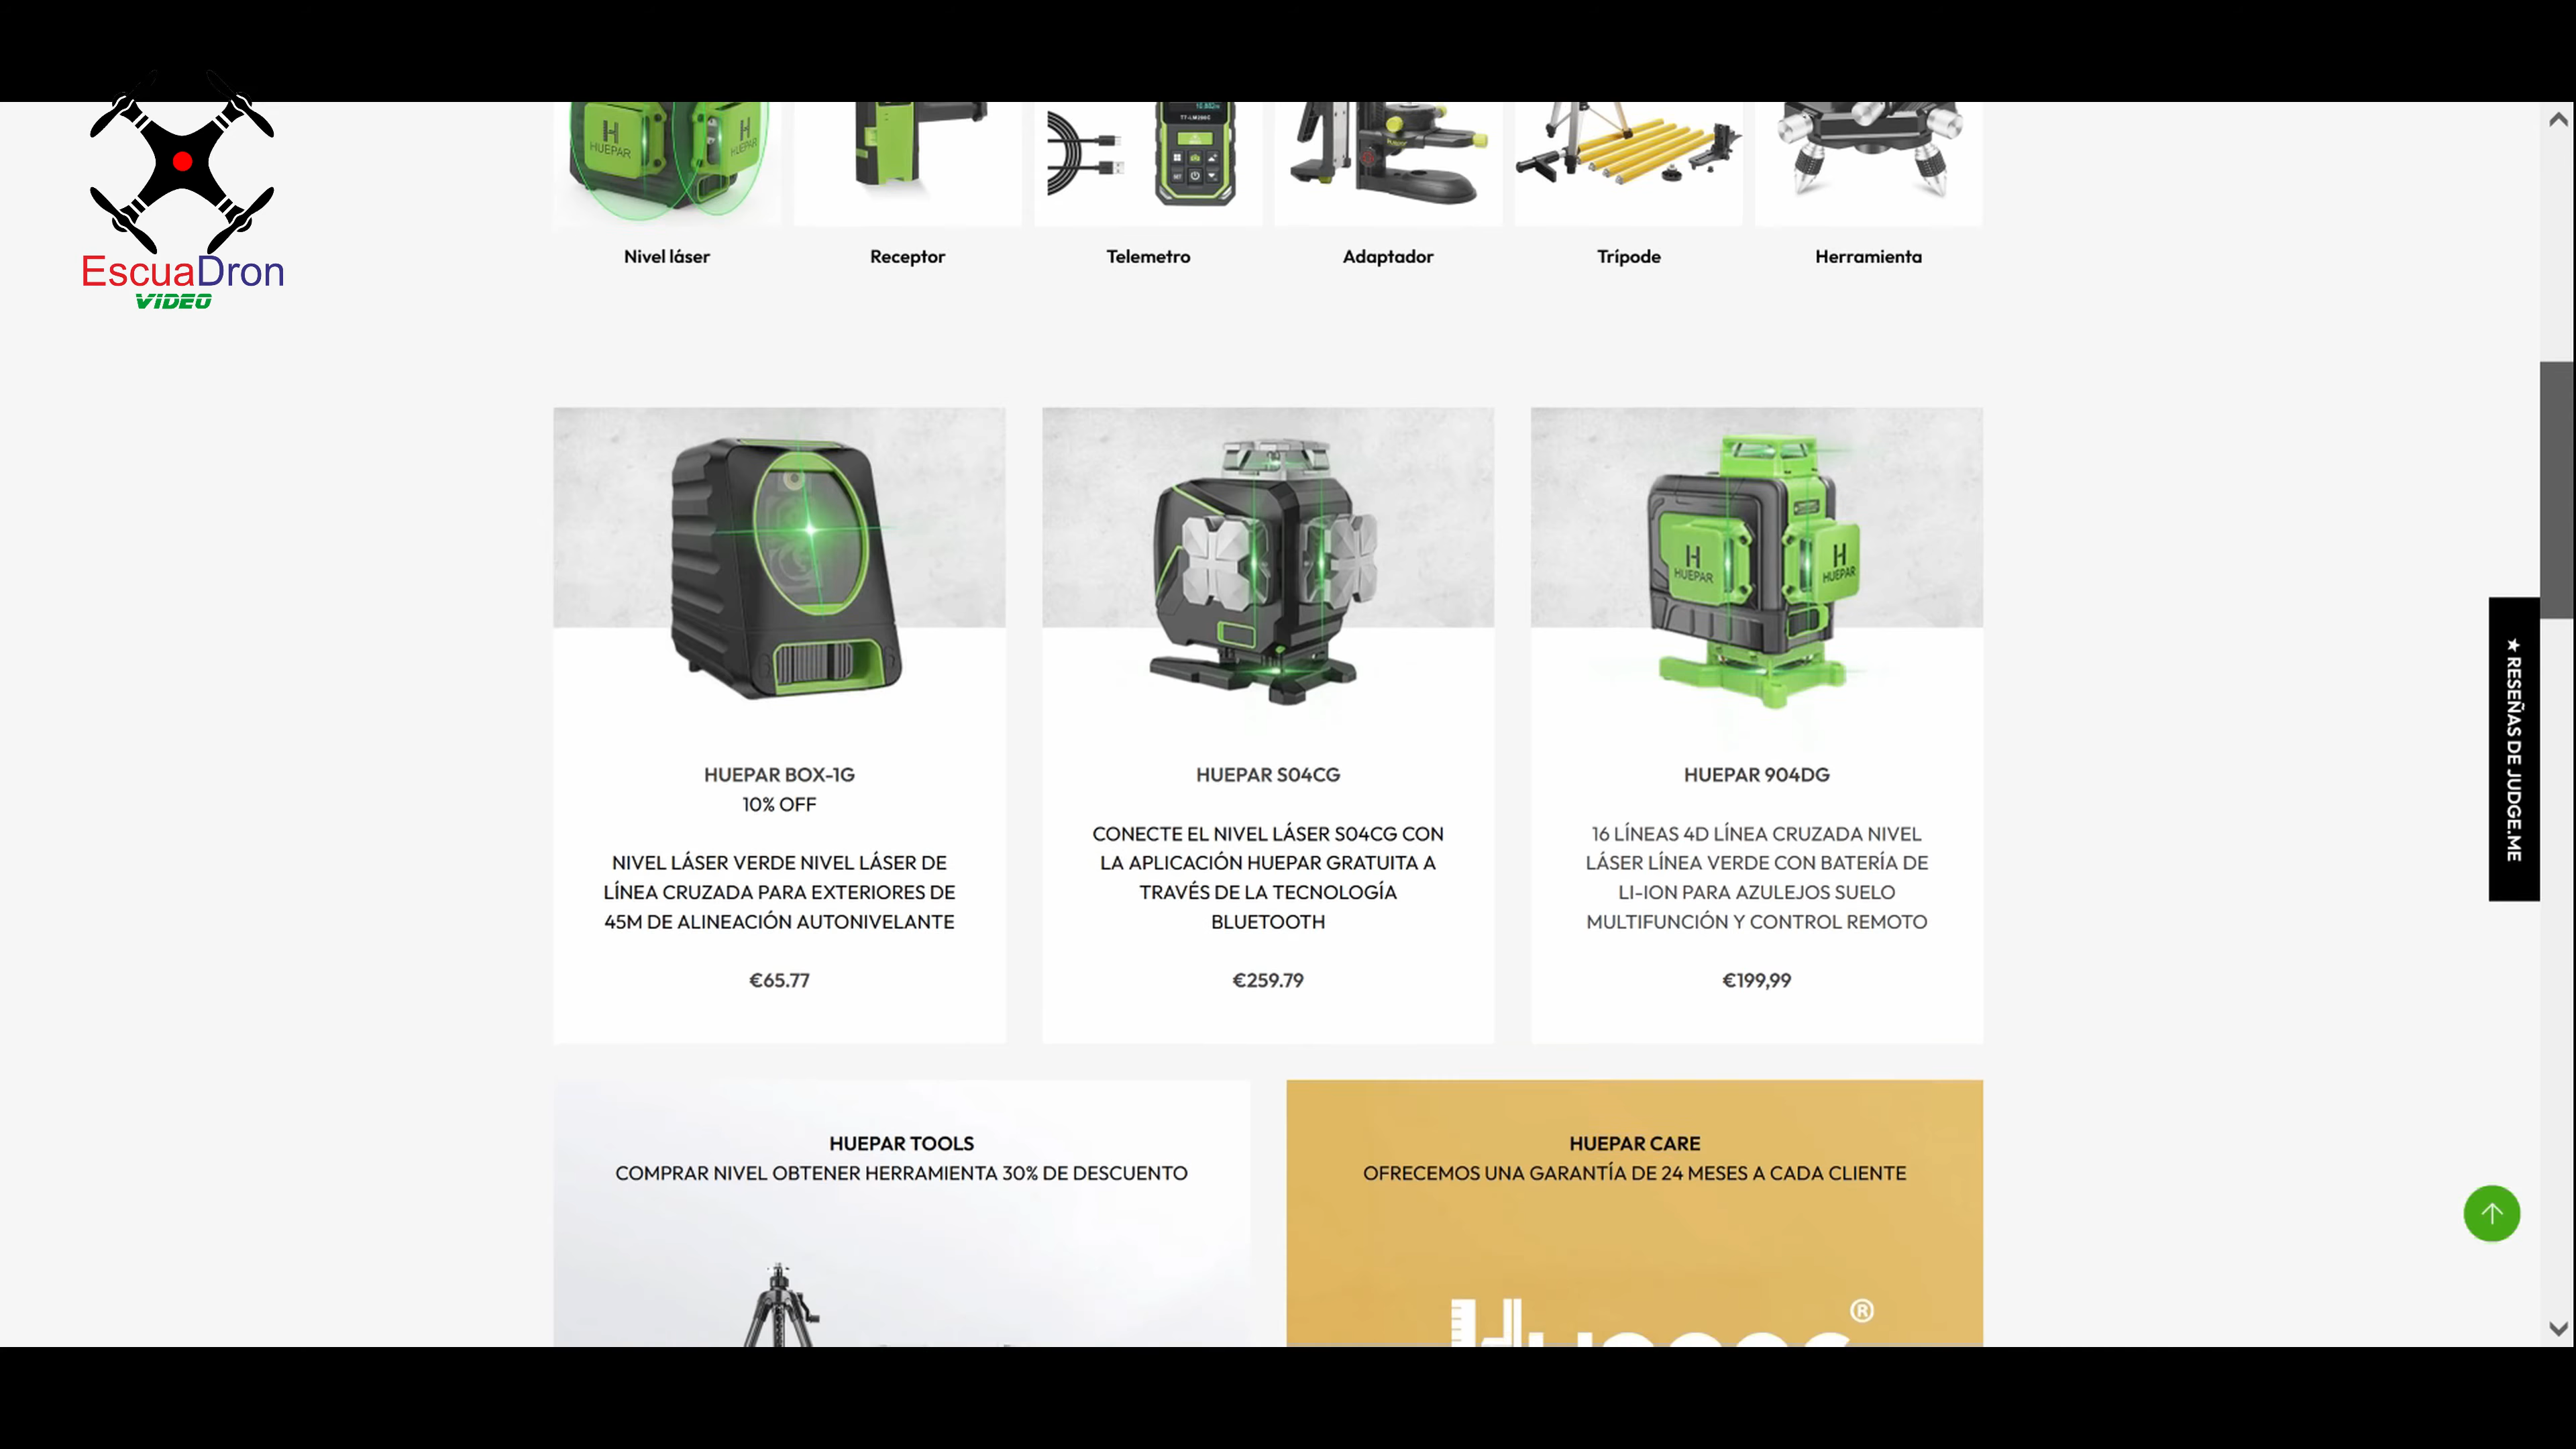 H
HUEPAR
H
HUEPAR
TT-LM200C
EscuaDron
VIDEO
Nivel láser
Receptor
Telemetro
Adaptador
Trípode
Herramienta
H
HUEPAR
H
HUEPAR
HUEPAR BOX-1G
10% OFF
NIVEL LÁSER VERDE NIVEL LÁSER DE
LÍNEA CRUZADA PARA EXTERIORES DE
45M DE ALINEACIÓN AUTONIVELANTE
€65.77
HUEPAR S04CG
CONECTE EL NIVEL LÁSER S04CG CON
LA APLICACIÓN HUEPAR GRATUITA A
TRAVÉS DE LA TECNOLOGÍA
BLUETOOTH
€259.79
HUEPAR 904DG
16 LÍNEAS 4D LÍNEA CRUZADA NIVEL
LÁSER LÍNEA VERDE CON BATERÍA DE
LI-ION PARA AZULEJOS SUELO
MULTIFUNCIÓN Y CONTROL REMOTO
€199,99
★ RESEÑAS DE JUDGE.ME
HUEPAR TOOLS
COMPRAR NIVEL OBTENER HERRAMIENTA 30% DE DESCUENTO
HUEPAR CARE
OFRECEMOS UNA GARANTÍA DE 24 MESES A CADA CLIENTE
®